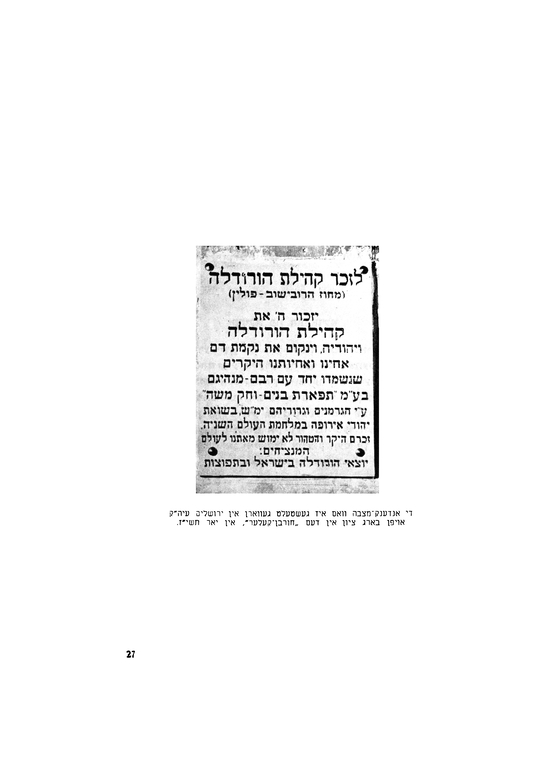 לזכר קהילת הורודלה
(מחוז הרוביישוב - פולין)
יזכור ה' את
קהילת הורודלה
ויהודיה, וינקום את נקמת דם
אחינו ואחיותנו היקרים
שנשמדו יחד עם רבם-מנהיגם
בע״מ ״תפארת בנים-וחק משה״
ע״י הגרמנים וגרוריהם ימ״ש, בשואת
יהודי אירופה במלחמת העולם השניה.
זכרם היקר והטהור לא ימוש מאתנו לעולם
המנציחים:
יוצאי הורודלה בישראל ובתפוצות
די אנדענק־מצבה וואס איז געשטעלט געווארן אין ירושלים עיה״ק
אויפן בארג ציון אין דעם „חורבן־קעלער״, אין יאר תשי״ז.
27